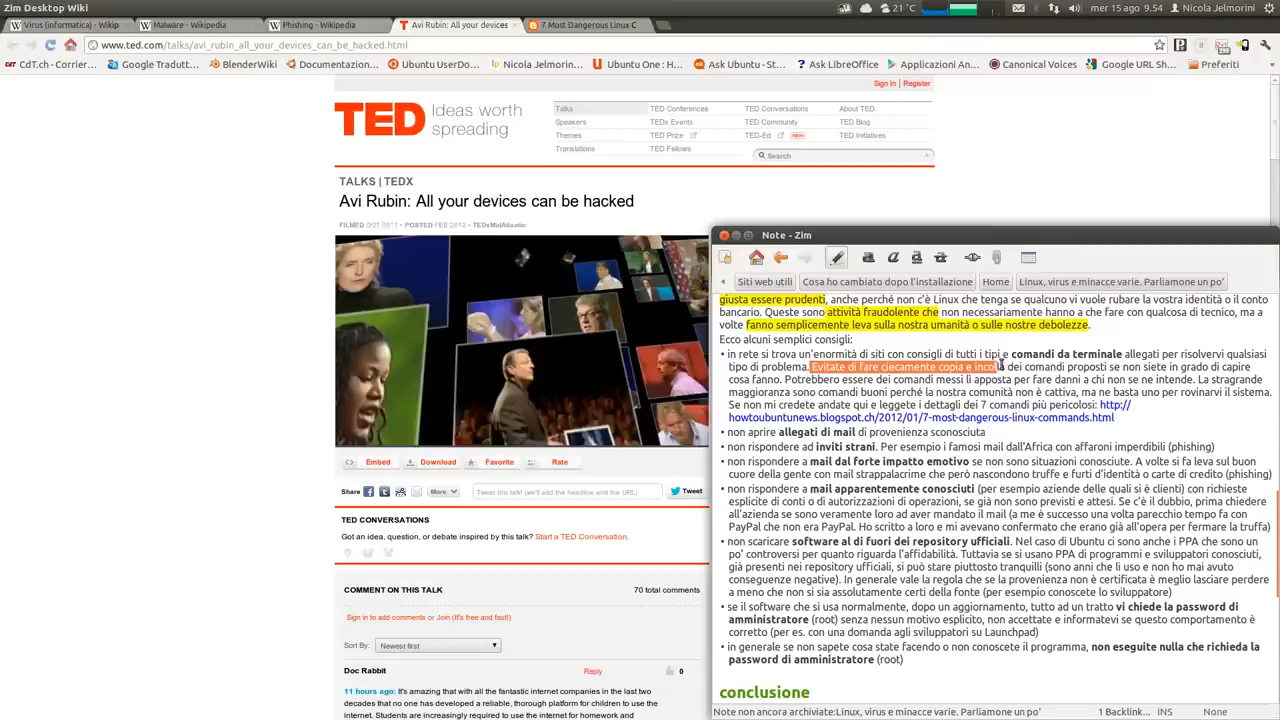 Zim Desktop Wiki
21 °C
mer 15 ago 9.54
Nicola Jelmorini
Virus (informatica) - Wikip
Malware - Wikipedia
Phishing - Wikipedia
Avi Rubin: All your devices
7 Most Dangerous Linux C
www.ted.com/talks/avi_rubin_all_your_devices_can_be_hacked.html
CdT.ch - Corrier...
Google Tradutt...
BlenderWiki
Documentazion...
Ubuntu UserDo...
Nicola Jelmorin...
Ubuntu One : H...
Ask Ubuntu - St...
Ask LibreOffice
Applicazioni An...
Canonical Voices
Google URL Sh...
Preferiti
Sign In | Register
TED Ideas worth spreading
Talks
TED Conferences
TED Conversations
About TED
Speakers
TEDx Events
TED Community
TED Blog
Themes
TED Prize
TED-Ed NEW!
TED Initiatives
Translations
TED Fellows
Search
TALKS | TEDX
Avi Rubin: All your devices can be hacked
FILMED OCT 2011 • POSTED FEB 2012 • TEDxMidAtlantic
Embed
Download
Favorite
Rate
Share
More
Tweet this talk! (we'll add the headline and the URL)
Tweet
TED CONVERSATIONS
Got an idea, question, or debate inspired by this talk? Start a TED Conversation.
COMMENT ON THIS TALK
70 total comments
Sign in to add comments or Join (It's free and fast!)
Sort By:
Newest first
Doc Rabbit
Reply
0
11 hours ago: It's amazing that with all the fantastic internet companies in the last two
decades that no one has developed a reliable, thorough platform for children to use the
internet. Students are increasingly required to use the internet for homework and
Note - Zim
Siti web utili
Cosa ho cambiato dopo l'installazione
Home
Linux, virus e minacce varie. Parliamone un po'
giusta essere prudenti, anche perché non c'è Linux che tenga se qualcuno vi vuole rubare la vostra identità o il conto
bancario. Queste sono attività fraudolente che non necessariamente hanno a che fare con qualcosa di tecnico, ma a
volte fanno semplicemente leva sulla nostra umanità o sulle nostre debolezze.
Ecco alcuni semplici consigli:
• in rete si trova un'enormità di siti con consigli di tutti i tipi e comandi da terminale allegati per risolvervi qualsiasi
tipo di problema. Evitate di fare ciecamente copia e incolla dei comandi proposti se non siete in grado di capire
cosa fanno. Potrebbero essere dei comandi messi lì apposta per fare danni a chi non se ne intende. La stragrande
maggioranza sono comandi buoni perché la nostra comunità non è cattiva, ma ne basta uno per rovinarvi il sistema.
Se non mi credete andate qui e leggete i dettagli dei 7 comandi più pericolosi: http://
howtoubuntunews.blogspot.ch/2012/01/7-most-dangerous-linux-commands.html
• non aprire allegati di mail di provenienza sconosciuta
• non rispondere ad inviti strani. Per esempio i famosi mail dall'Africa con affaroni imperdibili (phishing)
• non rispondere a mail dal forte impatto emotivo se non sono situazioni conosciute. A volte si fa leva sul buon
cuore della gente con mail strappalacrime che però nascondono truffe e furti d'identità o carte di credito (phishing)
• non rispondere a mail apparentemente conosciuti (per esempio aziende delle quali si è clienti) con richieste
esplicite di conti o di autorizzazioni di operazioni, se già non sono previsti e attesi. Se c'è il dubbio, prima chiedere
all'azienda se sono veramente loro ad aver mandato il mail (a me è successo una volta parecchio tempo fa con
PayPal che non era PayPal. Ho scritto a loro e mi avevano confermato che erano già all'opera per fermare la truffa)
• non scaricare software al di fuori dei repository ufficiali. Nel caso di Ubuntu ci sono anche i PPA che sono un
po' controversi per quanto riguarda l'affidabilità. Tuttavia se si usano PPA di programmi e sviluppatori conosciuti,
già presenti nei repository ufficiali, si può stare piuttosto tranquilli (sono anni che li uso e non ho mai avuto
conseguenze negative). In generale vale la regola che se la provenienza non è certificata è meglio lasciare perdere
a meno che non si sia assolutamente certi della fonte (per esempio conoscete lo sviluppatore)
• se il software che si usa normalmente, dopo un aggiornamento, tutto ad un tratto vi chiede la password di
amministratore (root) senza nessun motivo esplicito, non accettate e informatevi se questo comportamento è
corretto (per es. con una domanda agli sviluppatori su Launchpad)
• in generale se non sapete cosa state facendo o non conoscete il programma, non eseguite nulla che richieda la
password di amministratore (root)
conclusione
Note non ancora archiviate:Linux, virus e minacce varie. Parliamone un po'
1 Backlink...
INS
None